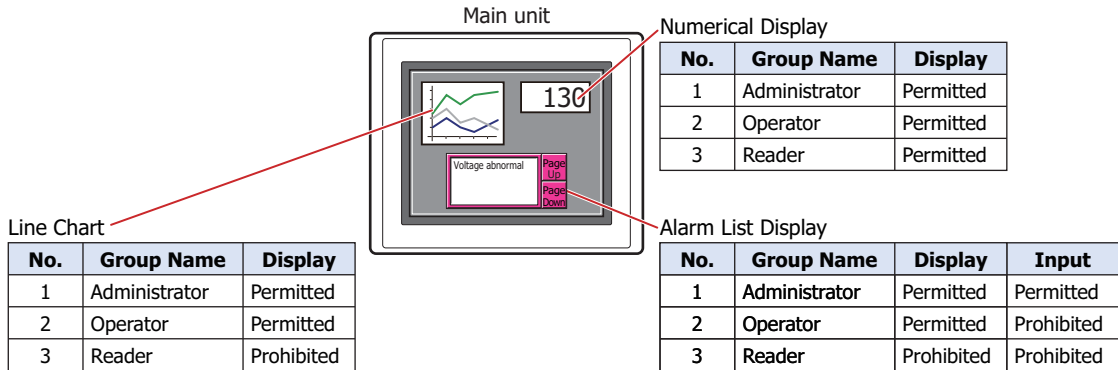 Main unit
Numerical Display
No. Group Name Display
1 Administrator Permitted
2 Operator Permitted
3 Reader Permitted
130
Voltage abnormal
Page
Up
Page
Down
Line Chart
No. Group Name Display
1 Administrator Permitted
2 Operator Permitted
3 Reader Prohibited
Alarm List Display
No. Group Name Display Input
1 Administrator Permitted Permitted
2 Operator Permitted Prohibited
3 Reader Prohibited Prohibited